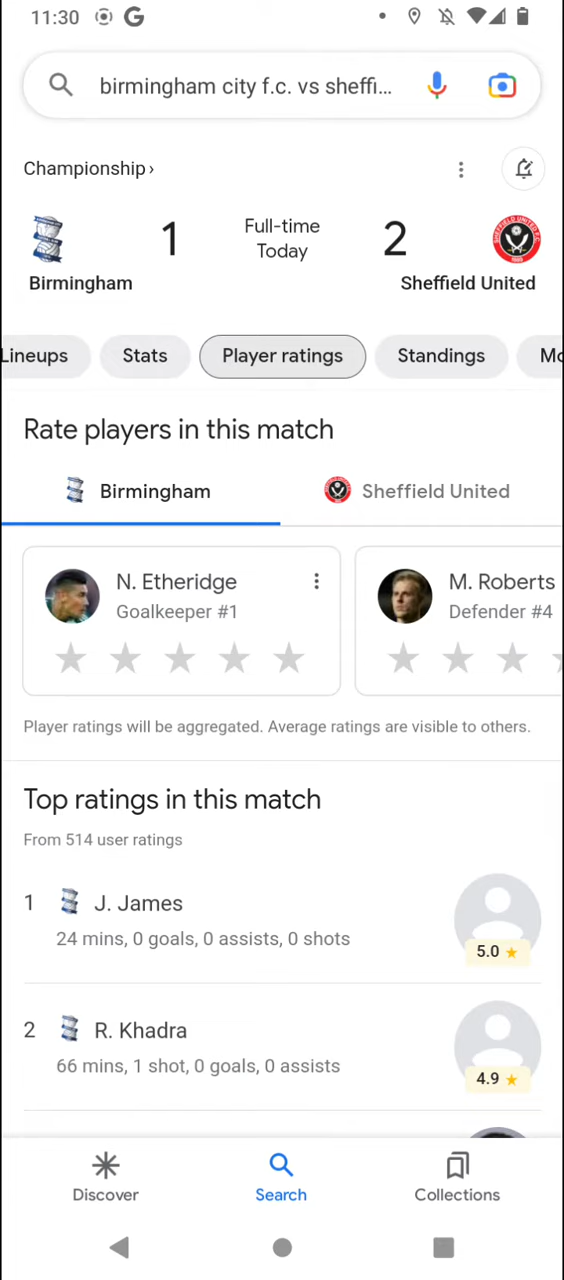 11:30
birmingham city f.c. vs sheffi...
Championship ›
1 Full-time 2
Today
Birmingham Sheffield United
Lineups Stats Player ratings Standings Mo
Rate players in this match
Birmingham Sheffield United
N. Etheridge M. Roberts
Goalkeeper #1 Defender #4
Player ratings will be aggregated. Average ratings are visible to others.
Top ratings in this match
From 514 user ratings
1 J. James
24 mins, 0 goals, 0 assists, 0 shots
5.0 ★
2 R. Khadra
66 mins, 1 shot, 0 goals, 0 assists
4.9 ★
Discover Search Collections